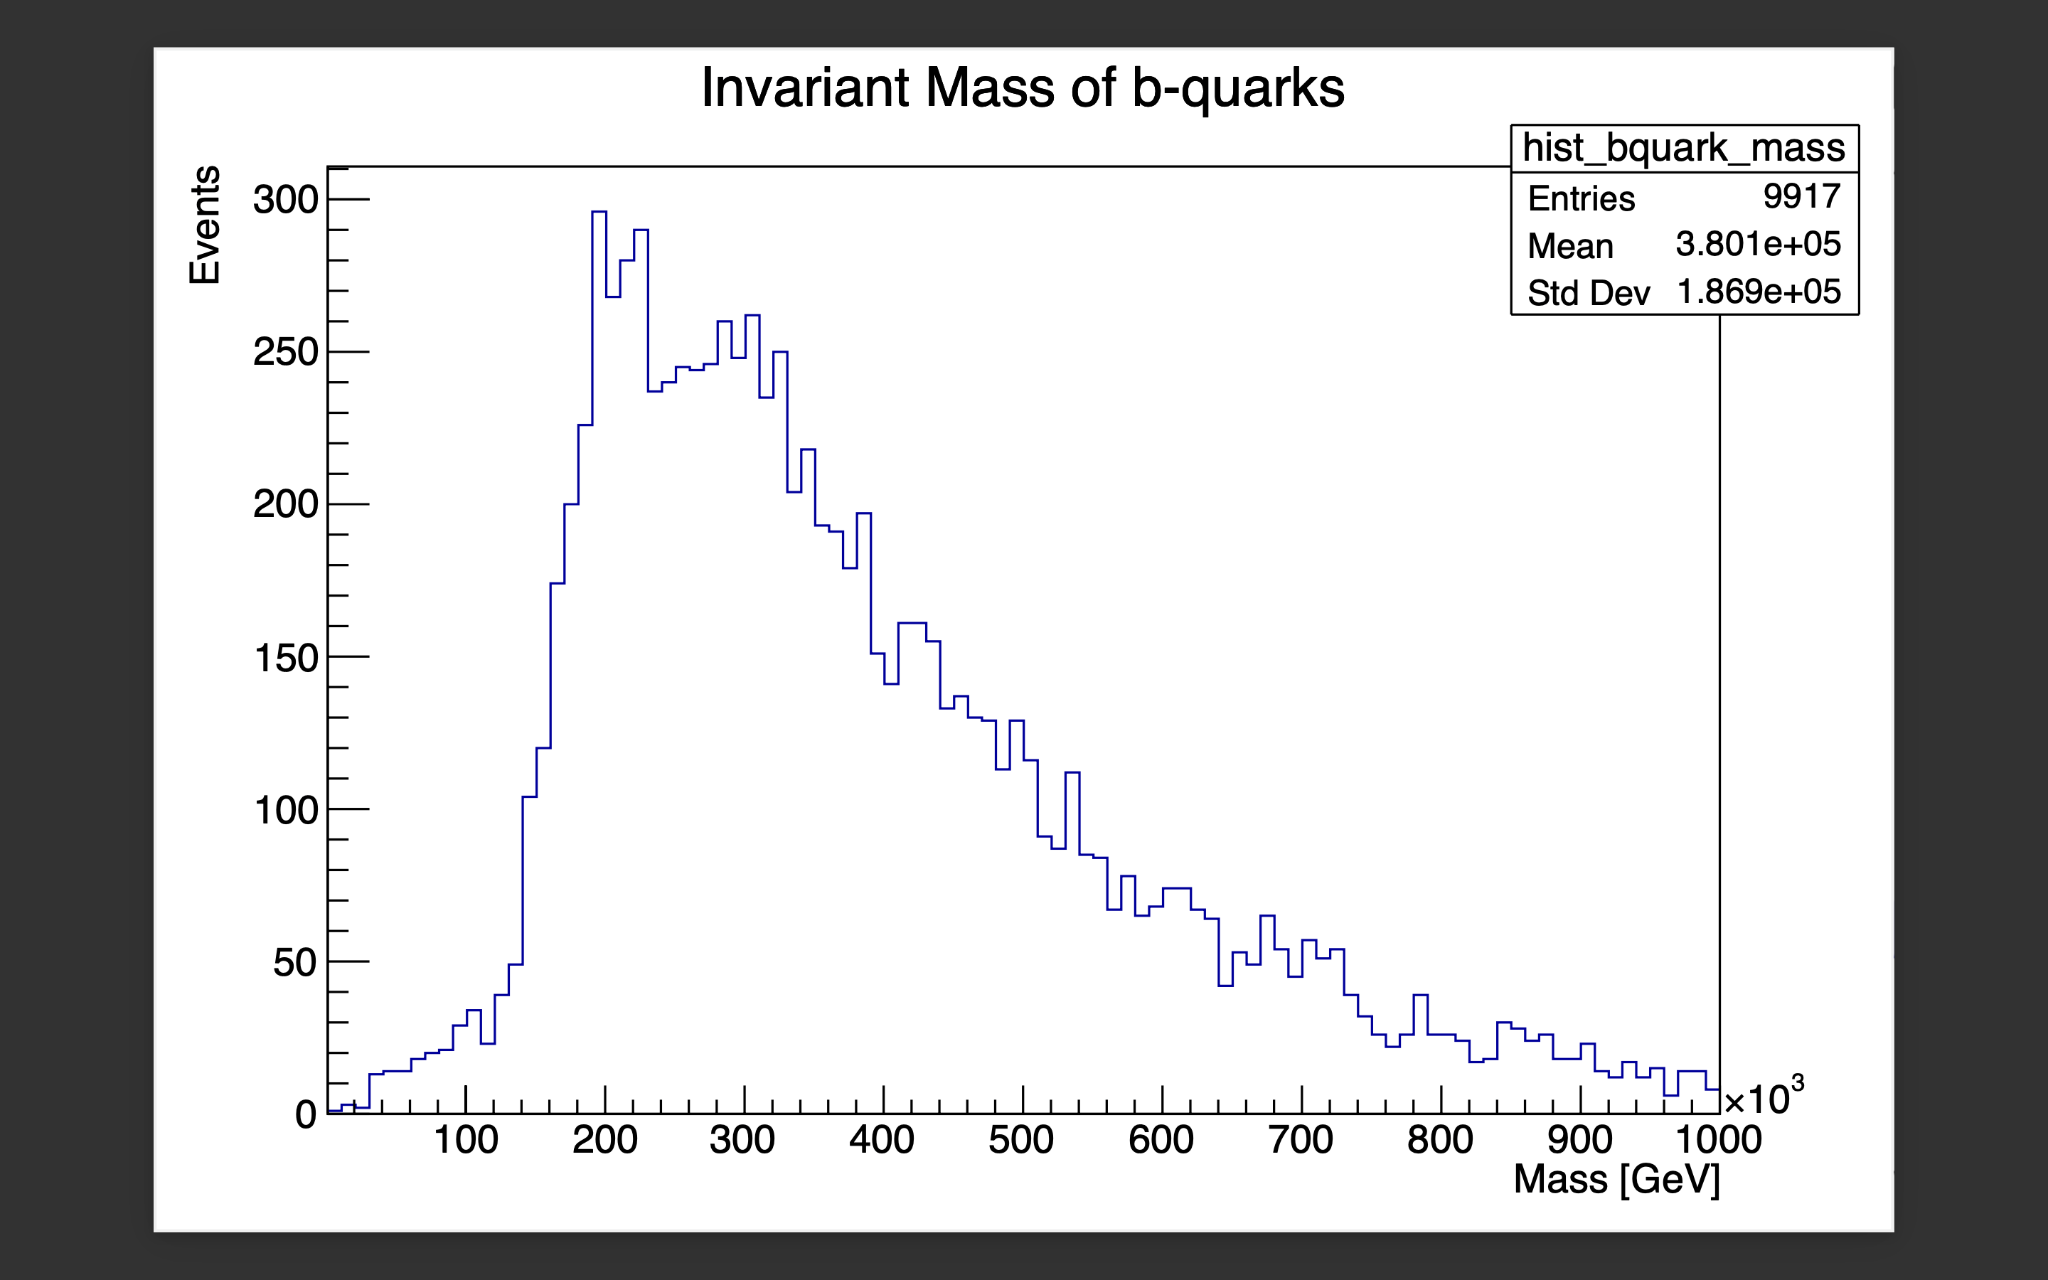 Invariant Mass of b-quarks
hist_bquark_mass
Entries 9917
Mean 3.801e+05
Std Dev 1.869e+05
Events
300
250
200
150
100
50
0
100 200 300 400 500 600 700 800 900 1000
×10³
Mass [GeV]